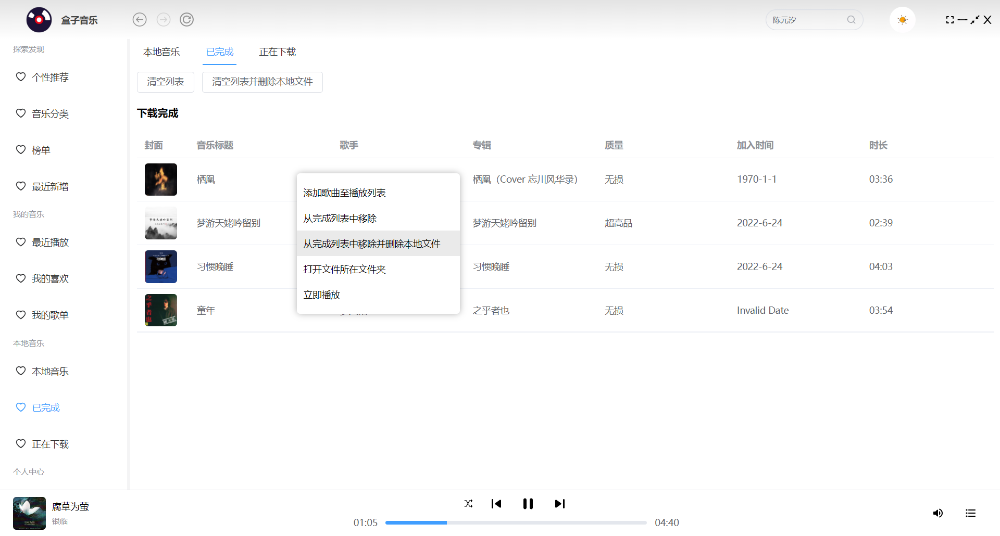 盒子音乐
陈元汐
探索发现
个性推荐
音乐分类
榜单
最近新增
我的音乐
最近播放
我的喜欢
我的歌单
本地音乐
本地音乐
已完成
正在下载
个人中心
本地音乐 已完成 正在下载
清空列表 清空列表并删除本地文件
下载完成
封面 音乐标题 歌手 专辑 质量 加入时间 时长
栖凰 栖凰（Cover 忘川风华录） 无损 1970-1-1 03:36
梦游天姥吟留别 梦游天姥吟留别 超高品 2022-6-24 02:39
习惯晚睡 习惯晚睡 无损 2022-6-24 04:03
童年 之乎者也 无损 Invalid Date 03:54
之乎者也
添加歌曲至播放列表
从完成列表中移除
从完成列表中移除并删除本地文件
打开文件所在文件夹
立即播放
腐草为萤
银临
01:05 04:40